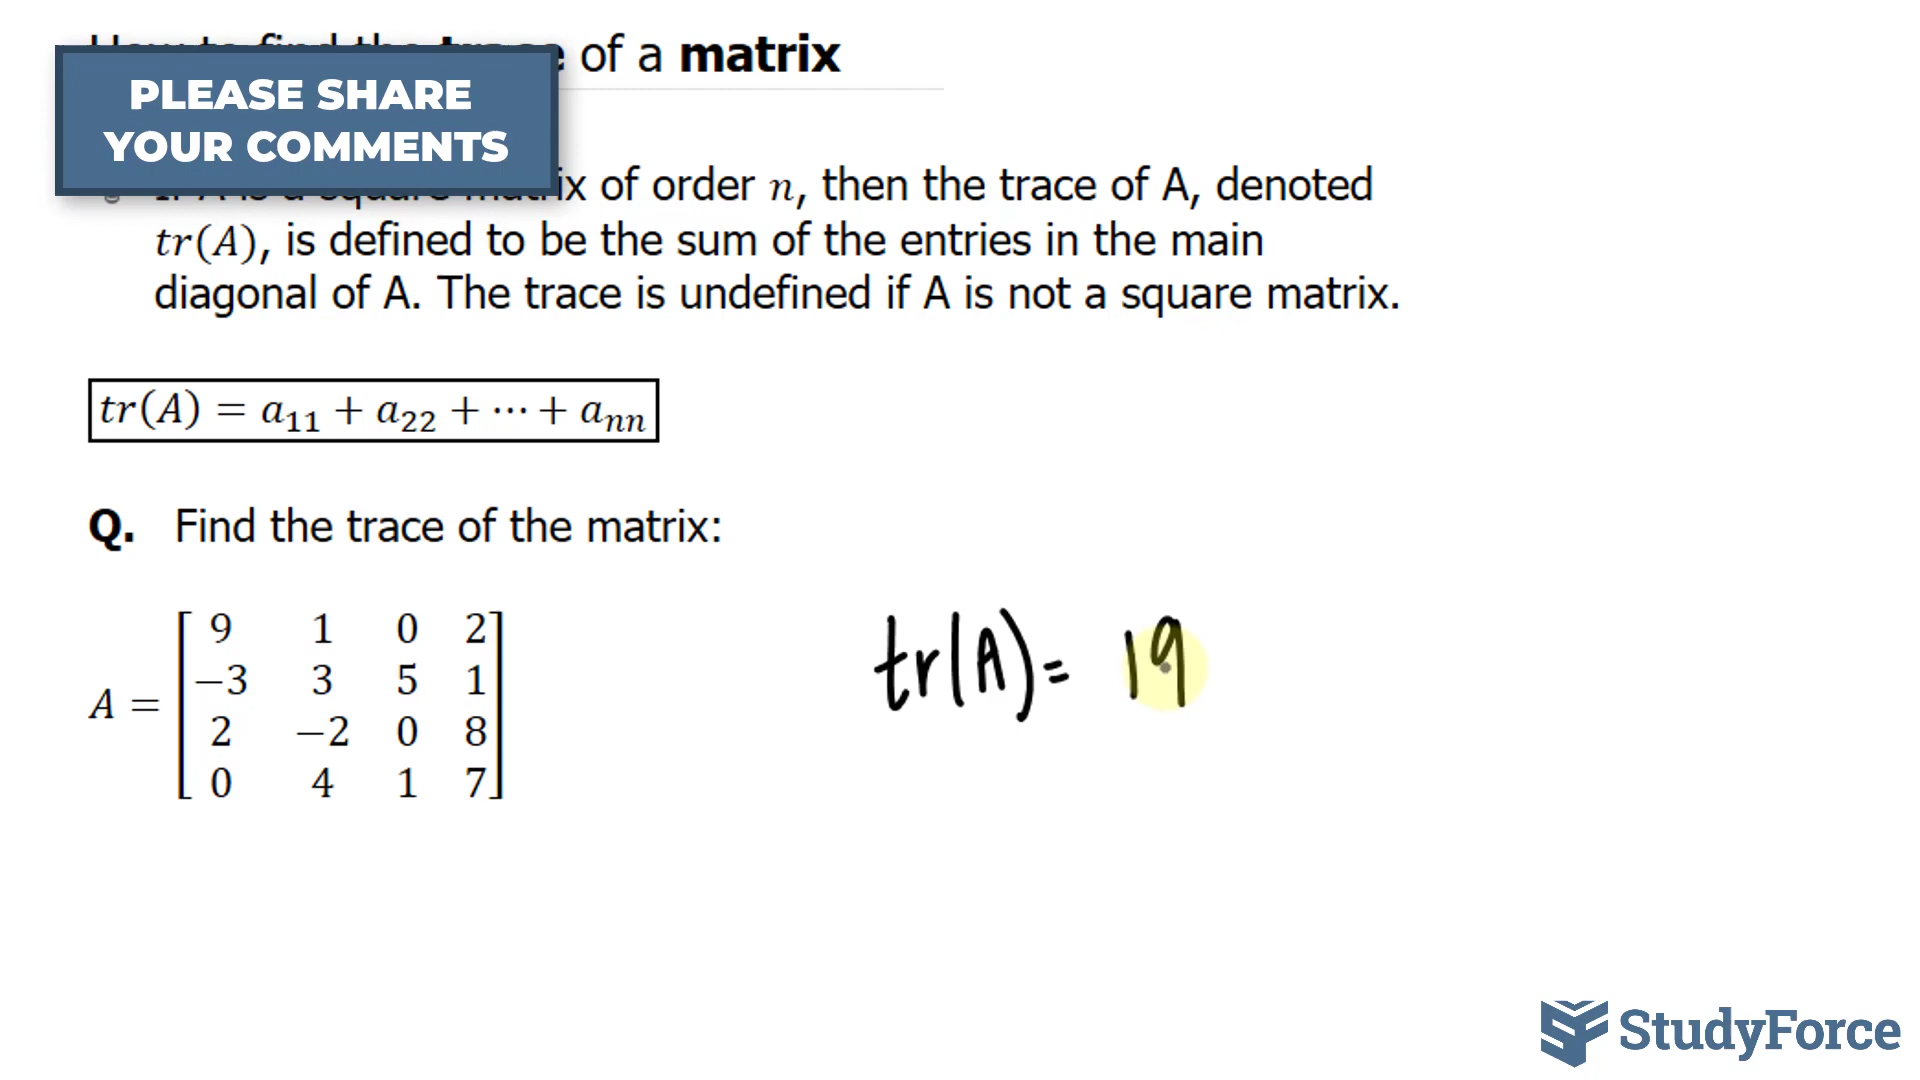 of a matrix
PLEASE SHARE
YOUR COMMENTS
of order n, then the trace of A, denoted
tr(A), is defined to be the sum of the entries in the main
diagonal of A. The trace is undefined if A is not a square matrix.
tr(A) = a₁₁ + a₂₂ + ⋯ + aₙₙ
Q. Find the trace of the matrix:
A = [9 1 0 2
−3 3 5 1
2 −2 0 8
0 4 1 7]
tr(A) = 19
StudyForce